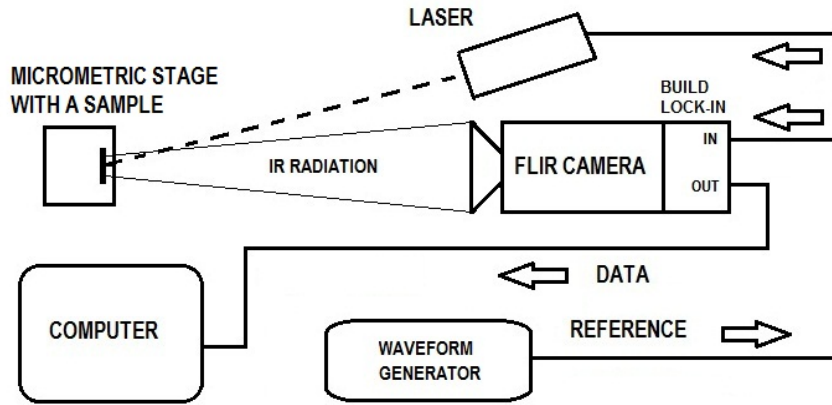 LASER
MICROMETRIC STAGE
WITH A SAMPLE
BUILD
LOCK-IN
IR RADIATION
FLIR CAMERA
IN
OUT
DATA
COMPUTER
REFERENCE
WAVEFORM
GENERATOR